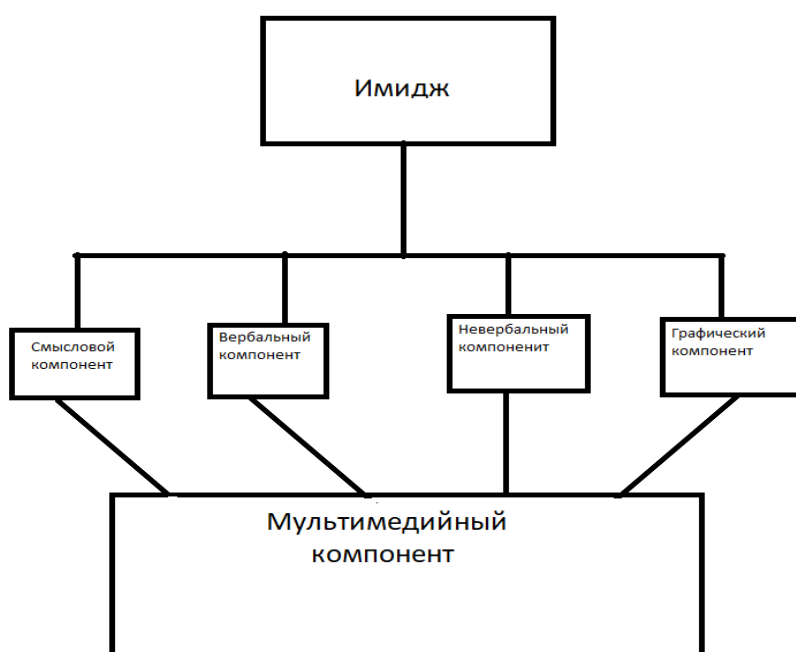 Имидж
Смысловой
компонент
Вербальный
компонент
Невербальный
компоненит
Графический
компонент
Мультимедийный
компонент